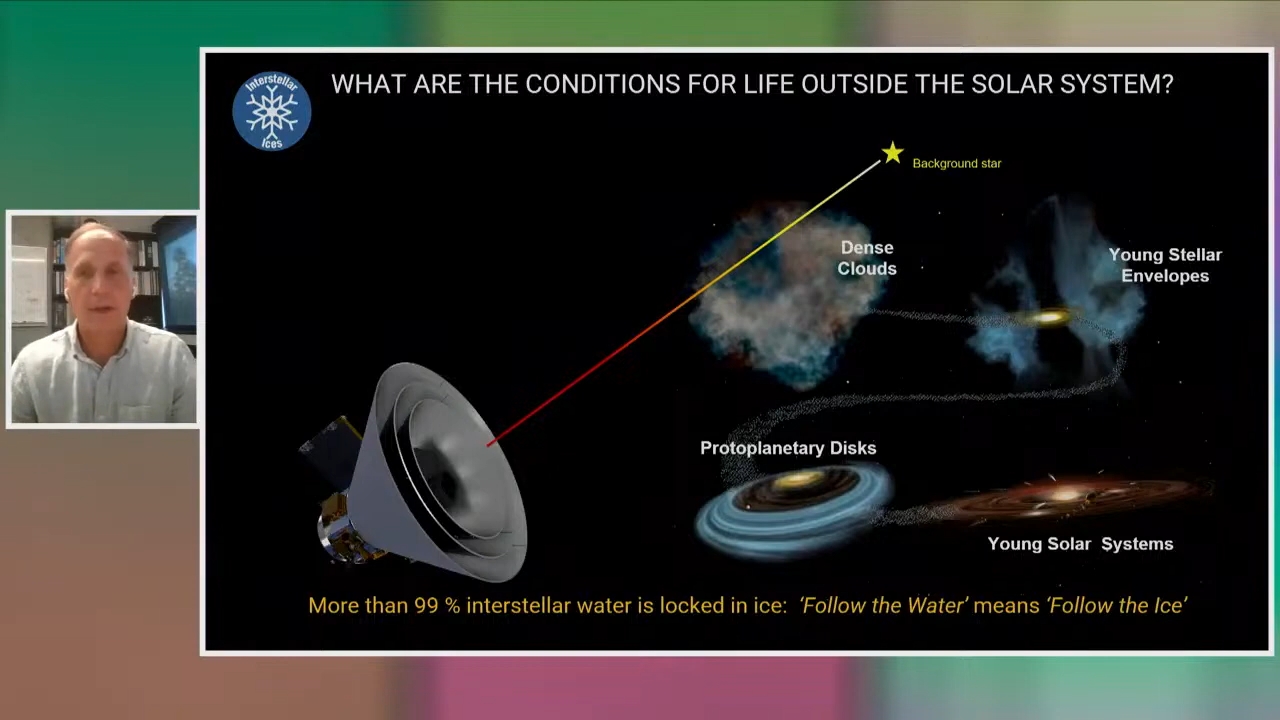 Interstellar
Ices
WHAT ARE THE CONDITIONS FOR LIFE OUTSIDE THE SOLAR SYSTEM?
Background star
Dense
Clouds
Young Stellar
Envelopes
Protoplanetary Disks
Young Solar Systems
More than 99 % interstellar water is locked in ice: ‘Follow the Water’ means ‘Follow the Ice’